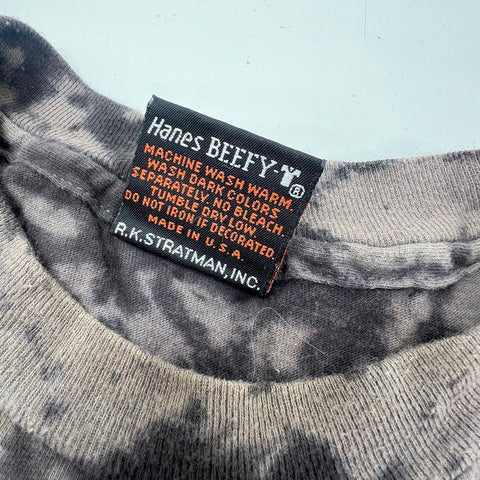 Hanes BEEFY-T®
MACHINE WASH WARM.
WASH DARK COLORS
SEPARATELY. NO BLEACH.
TUMBLE DRY LOW.
DO NOT IRON IF DECORATED.
MADE IN U.S.A.
R.K. STRATMAN, INC.